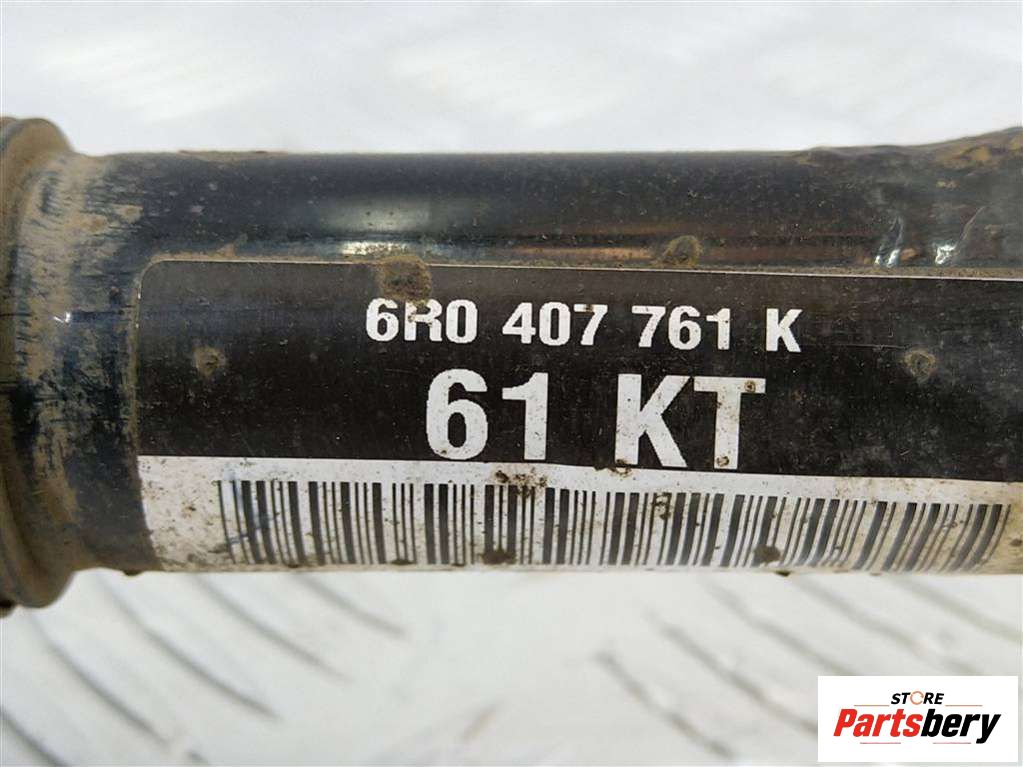 6R0 407 761 K
61 KT
STORE
Partsbery